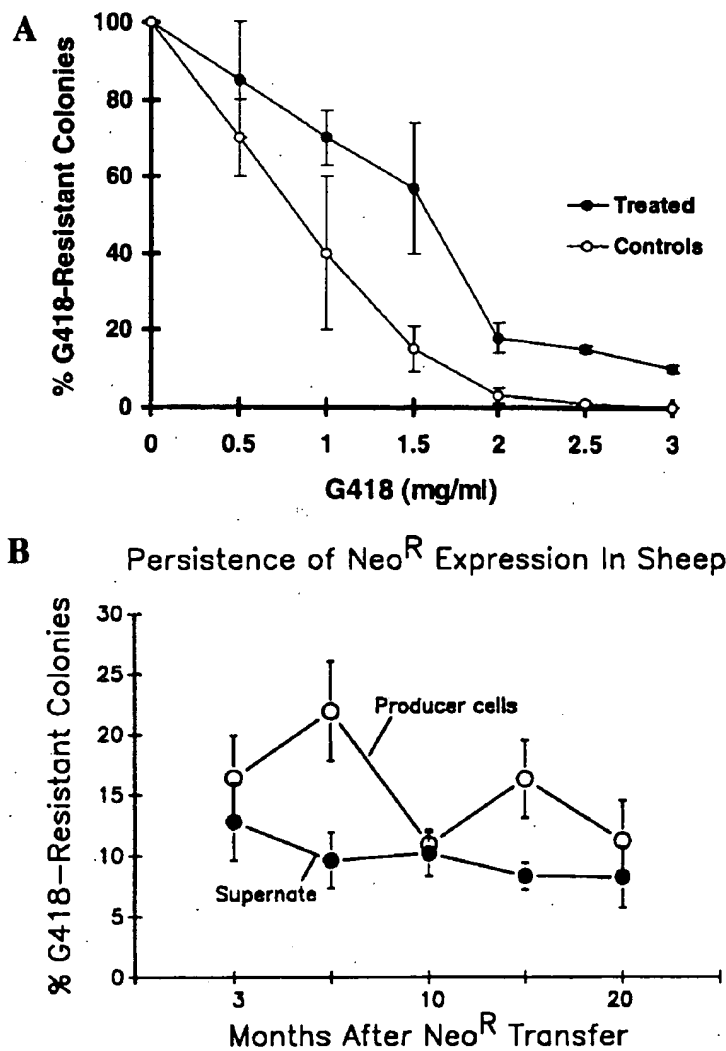 A
% G418-Resistant Colonies
100
80
60
40
20
0
Treated
Controls
0 0.5 1 1.5 2 2.5 3
G418 (mg/ml)
B
Persistence of Neo^R Expression In Sheep
% G418-Resistant Colonies
30
25
20
15
10
5
0
Producer cells
Supernate
3 10 20
Months After Neo^R Transfer